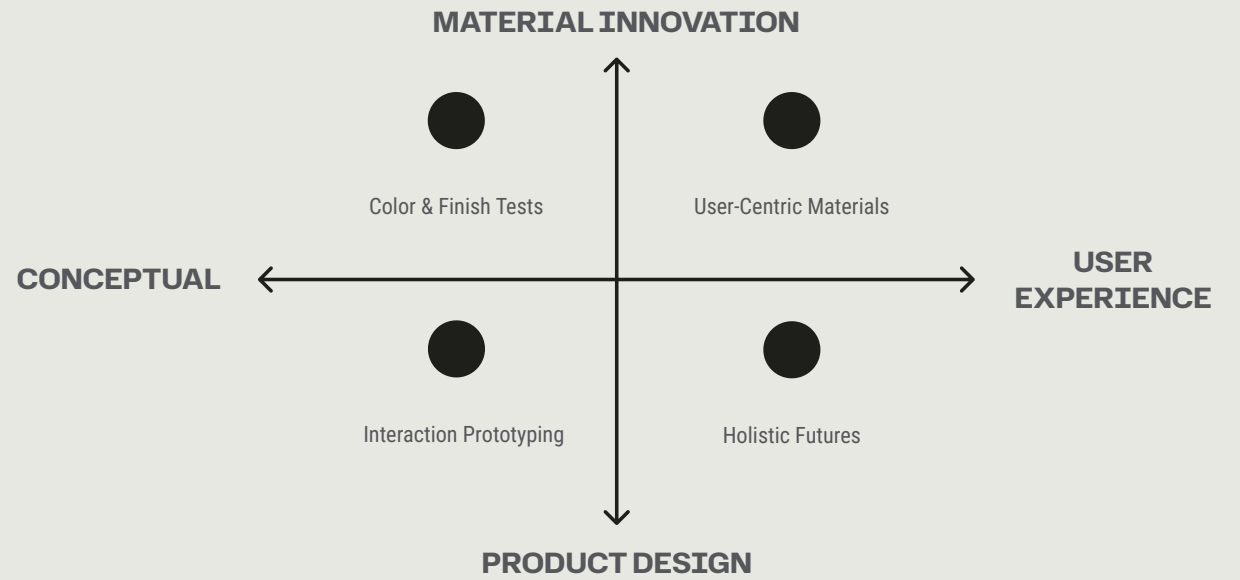 MATERIAL INNOVATION
Color & Finish Tests
User-Centric Materials
CONCEPTUAL
USER
EXPERIENCE
Interaction Prototyping
Holistic Futures
PRODUCT DESIGN